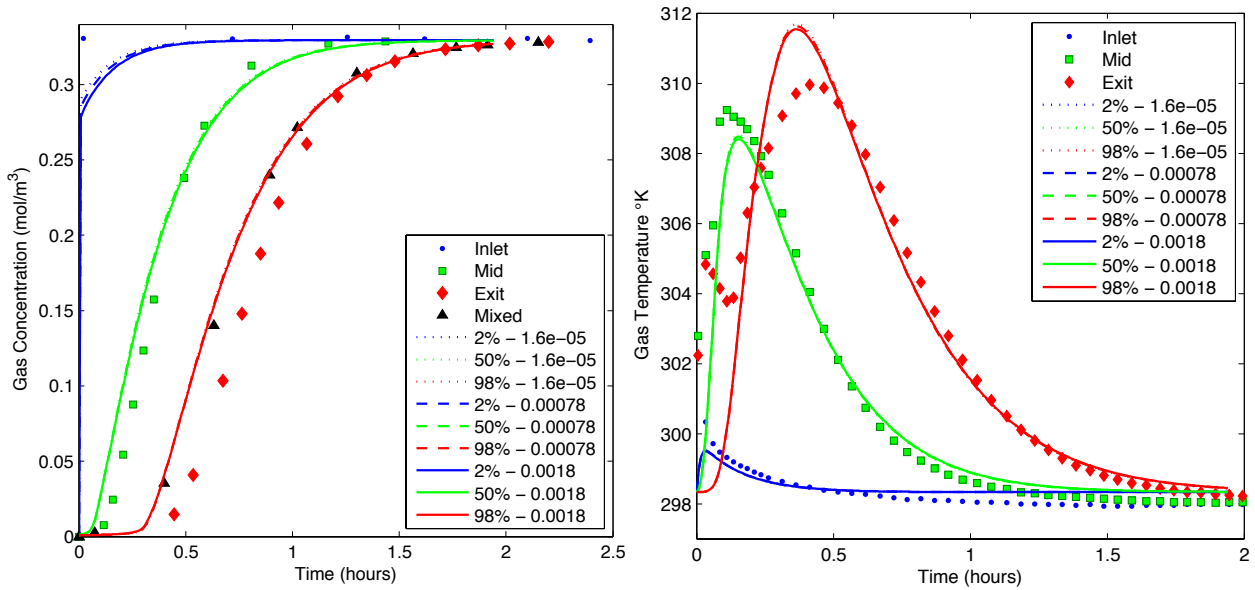 0.3
0.25
0.2
0.15
0.1
0.05
0
0
0.5
1
1.5
2
2.5
Gas Concentration (mol/m³)
Time (hours)
Inlet
Mid
Exit
Mixed
2% − 1.6e−05
50% − 1.6e−05
98% − 1.6e−05
2% − 0.00078
50% − 0.00078
98% − 0.00078
2% − 0.0018
50% − 0.0018
98% − 0.0018
312
310
308
306
304
302
300
298
0
0.5
1
1.5
2
Gas Temperature °K
Time (hours)
Inlet
Mid
Exit
2% − 1.6e−05
50% − 1.6e−05
98% − 1.6e−05
2% − 0.00078
50% − 0.00078
98% − 0.00078
2% − 0.0018
50% − 0.0018
98% − 0.0018